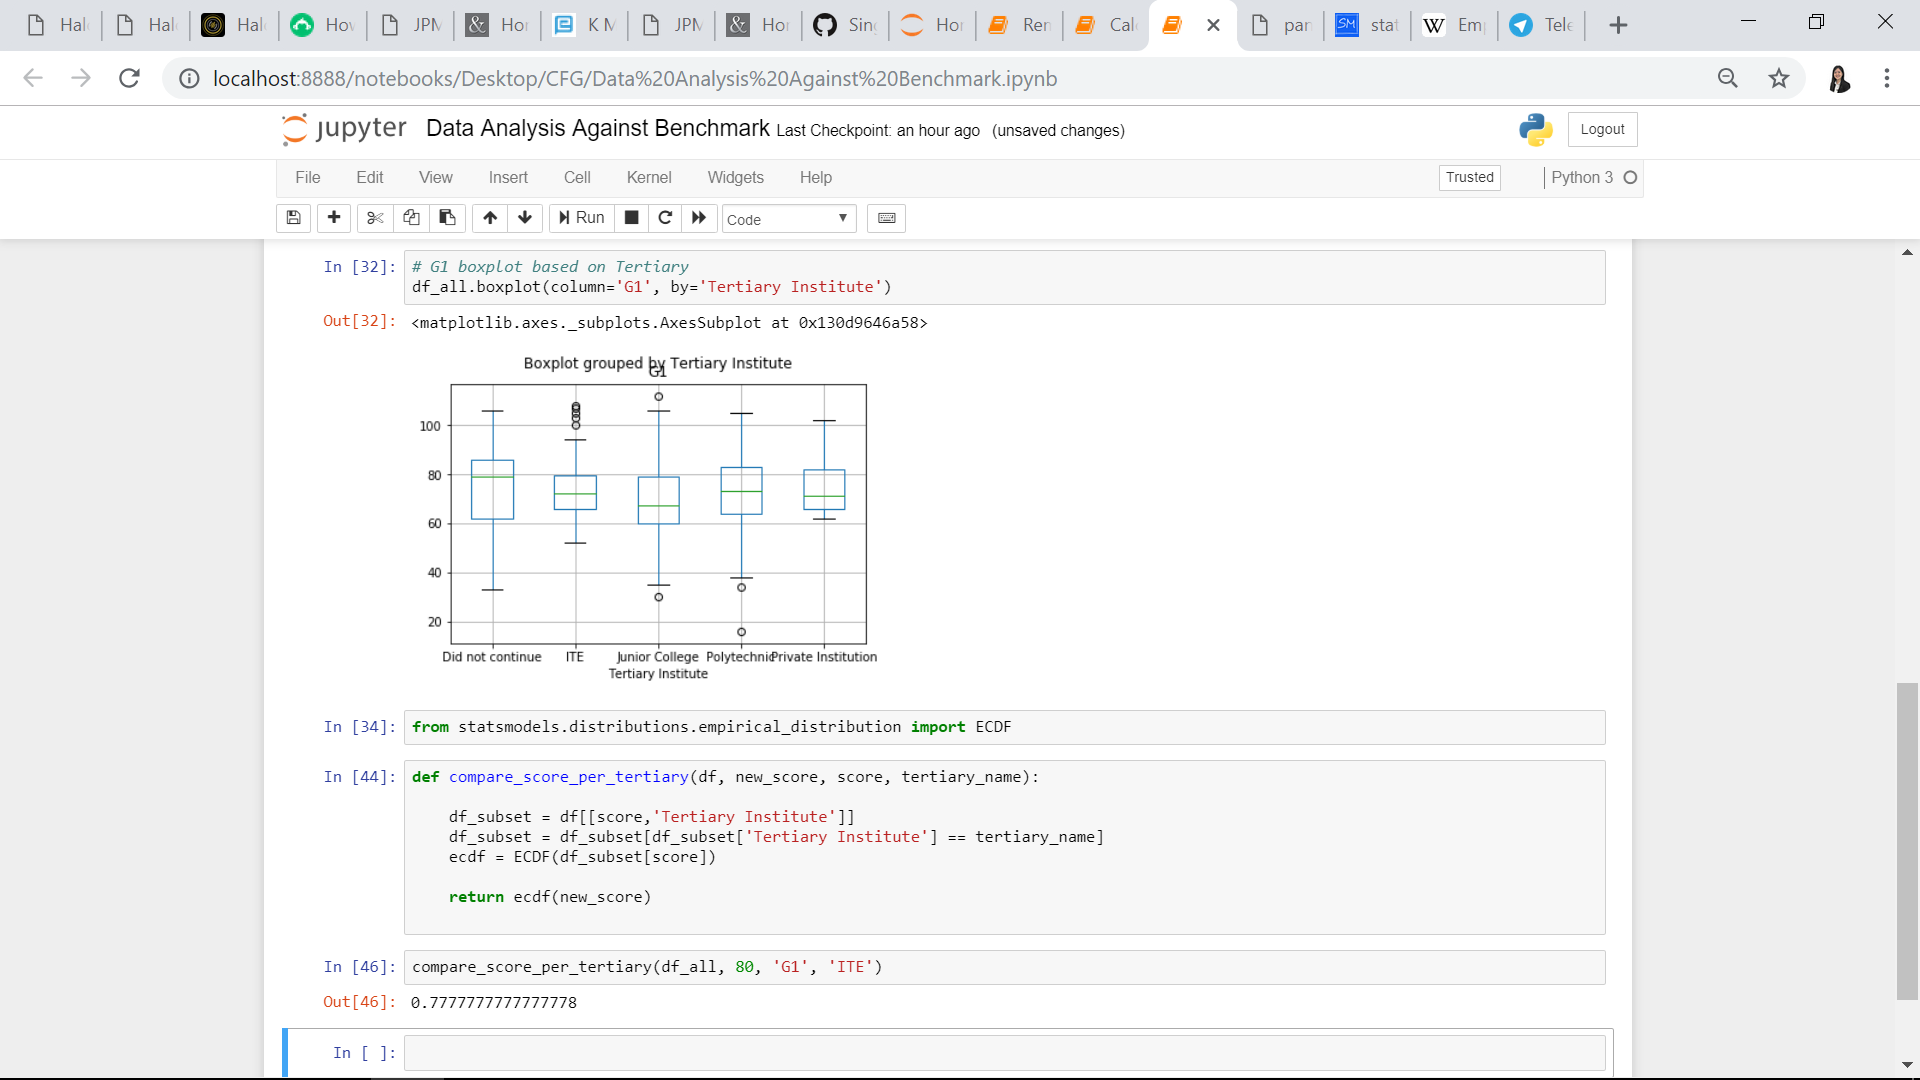 Hal
Hal
Hal
Hov
JPM
Hor
K M
JPM
Hor
Sin
Hor
Ren
Cal
pan
SM
stat
W
Em
Tele
localhost:8888/notebooks/Desktop/CFG/Data%20Analysis%20Against%20Benchmark.ipynb
jupyter Data Analysis Against Benchmark Last Checkpoint: an hour ago (unsaved changes)
Logout
File Edit View Insert Cell Kernel Widgets Help
Trusted Python 3
Run Code
In [32]: # G1 boxplot based on Tertiary
df_all.boxplot(column='G1', by='Tertiary Institute')
Out[32]: <matplotlib.axes._subplots.AxesSubplot at 0x130d9646a58>
Boxplot grouped by Tertiary Institute
G1
100
80
60
40
20
Did not continue ITE Junior College Polytechnic Private Institution
Tertiary Institute
In [34]: from statsmodels.distributions.empirical_distribution import ECDF
In [44]: def compare_score_per_tertiary(df, new_score, score, tertiary_name):
df_subset = df[[score,'Tertiary Institute']]
df_subset = df_subset[df_subset['Tertiary Institute'] == tertiary_name]
ecdf = ECDF(df_subset[score])
return ecdf(new_score)
In [46]: compare_score_per_tertiary(df_all, 80, 'G1', 'ITE')
Out[46]: 0.7777777777777778
In [ ]: